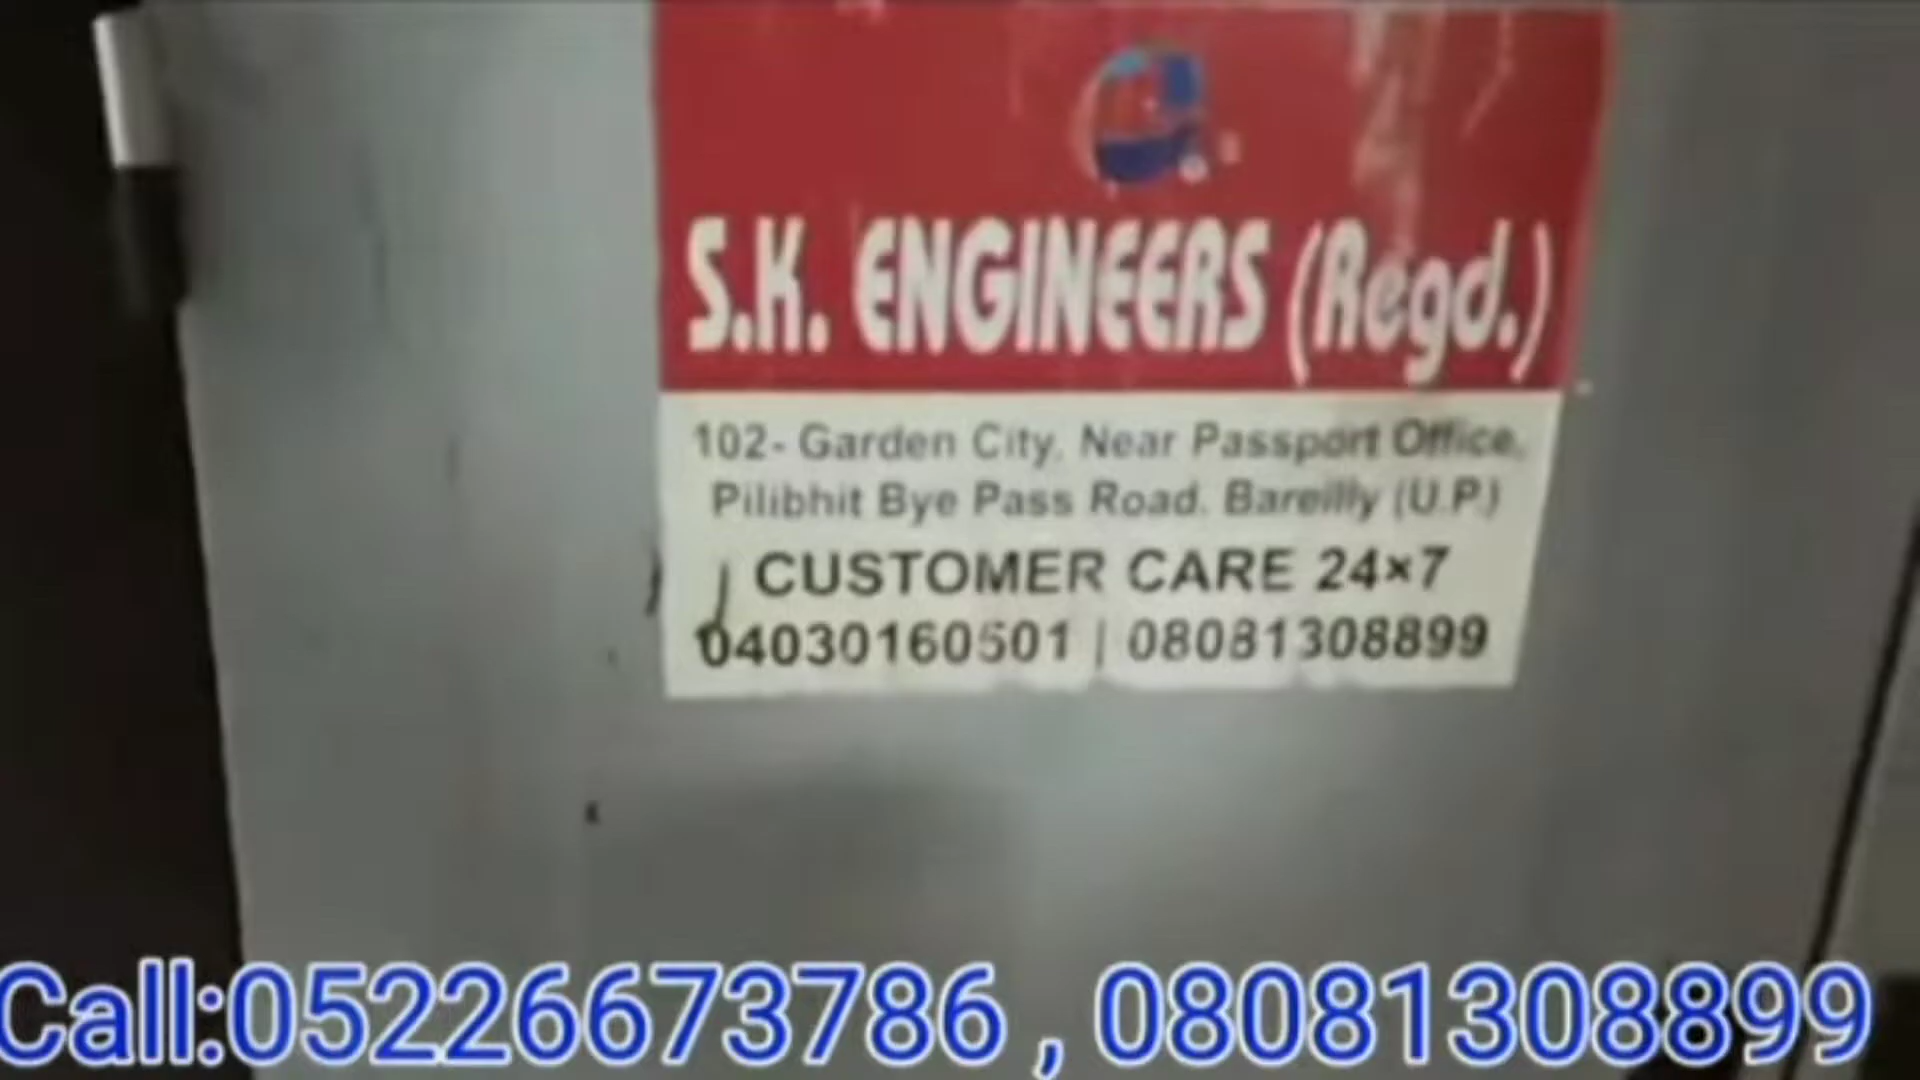 S.K. ENGINEERS (Regd.)
102- Garden City, Near Passport Office,
Pilibhit Bye Pass Road. Bareilly (U.P.)
CUSTOMER CARE 24×7
04030160501 | 08081308899
Call:05226673786 , 08081308899